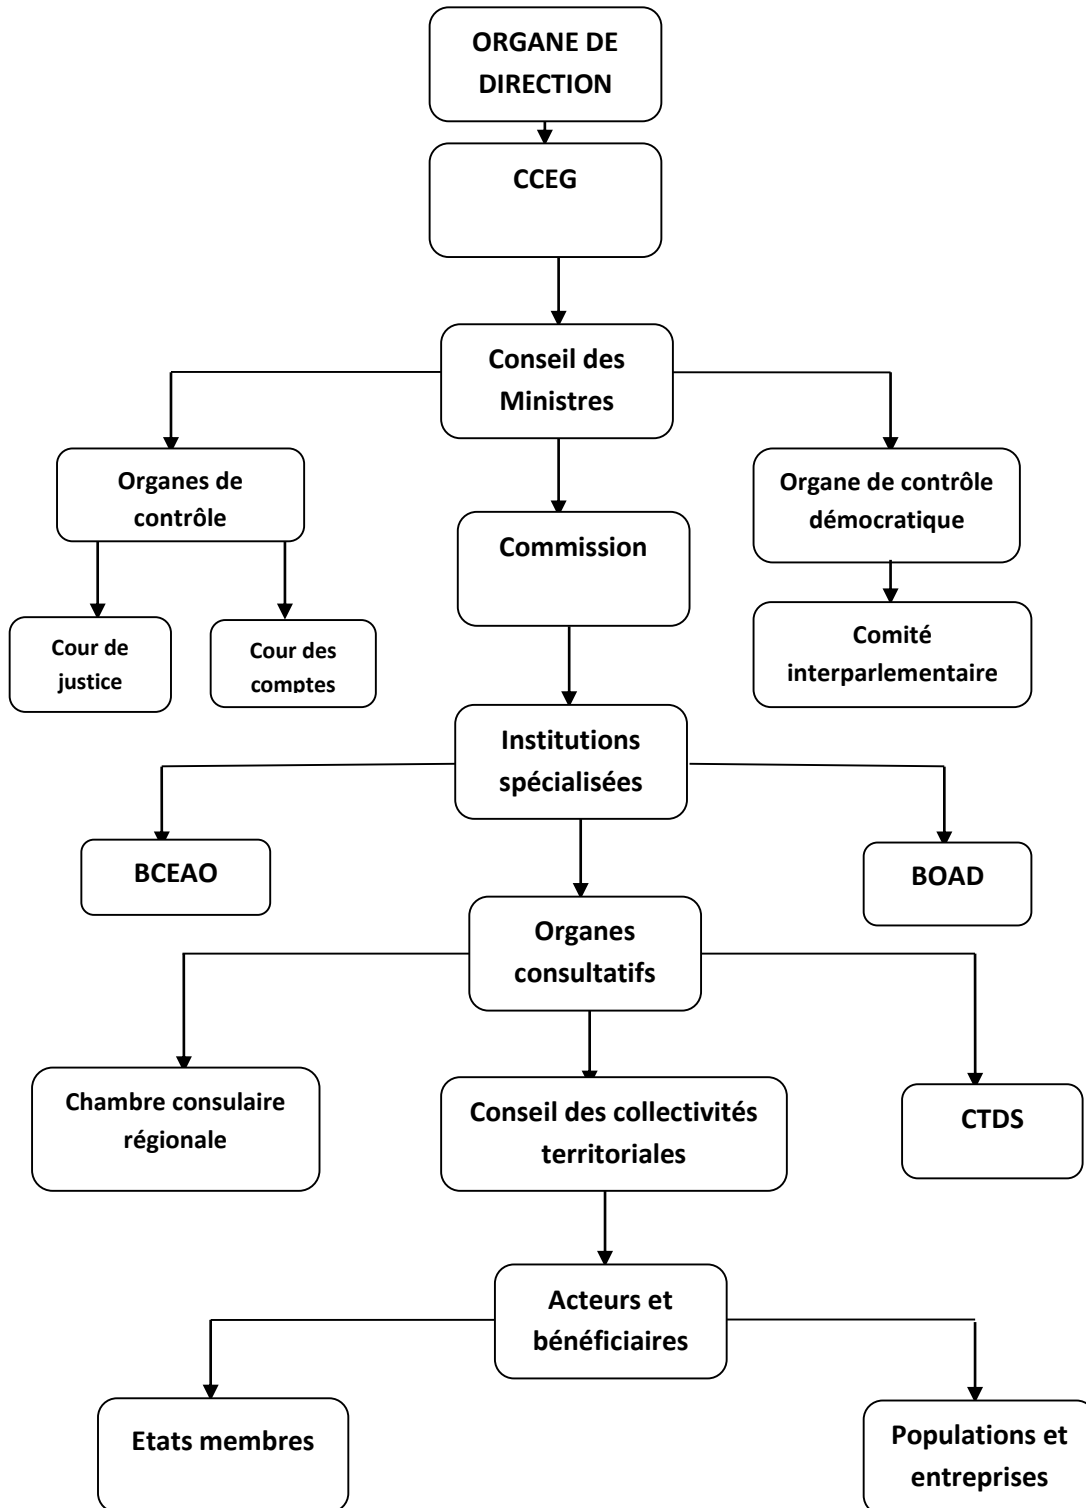 ORGANE DE
DIRECTION
CCEG
Conseil des
Ministres
Organes de
contrôle
Organe de contrôle
démocratique
Commission
Cour de
justice
Cour des
comptes
Comité
interparlementaire
Institutions
spécialisées
BCEAO
BOAD
Organes
consultatifs
Chambre consulaire
régionale
Conseil des collectivités
territoriales
CTDS
Acteurs et
bénéficiaires
Etats membres
Populations et
entreprises